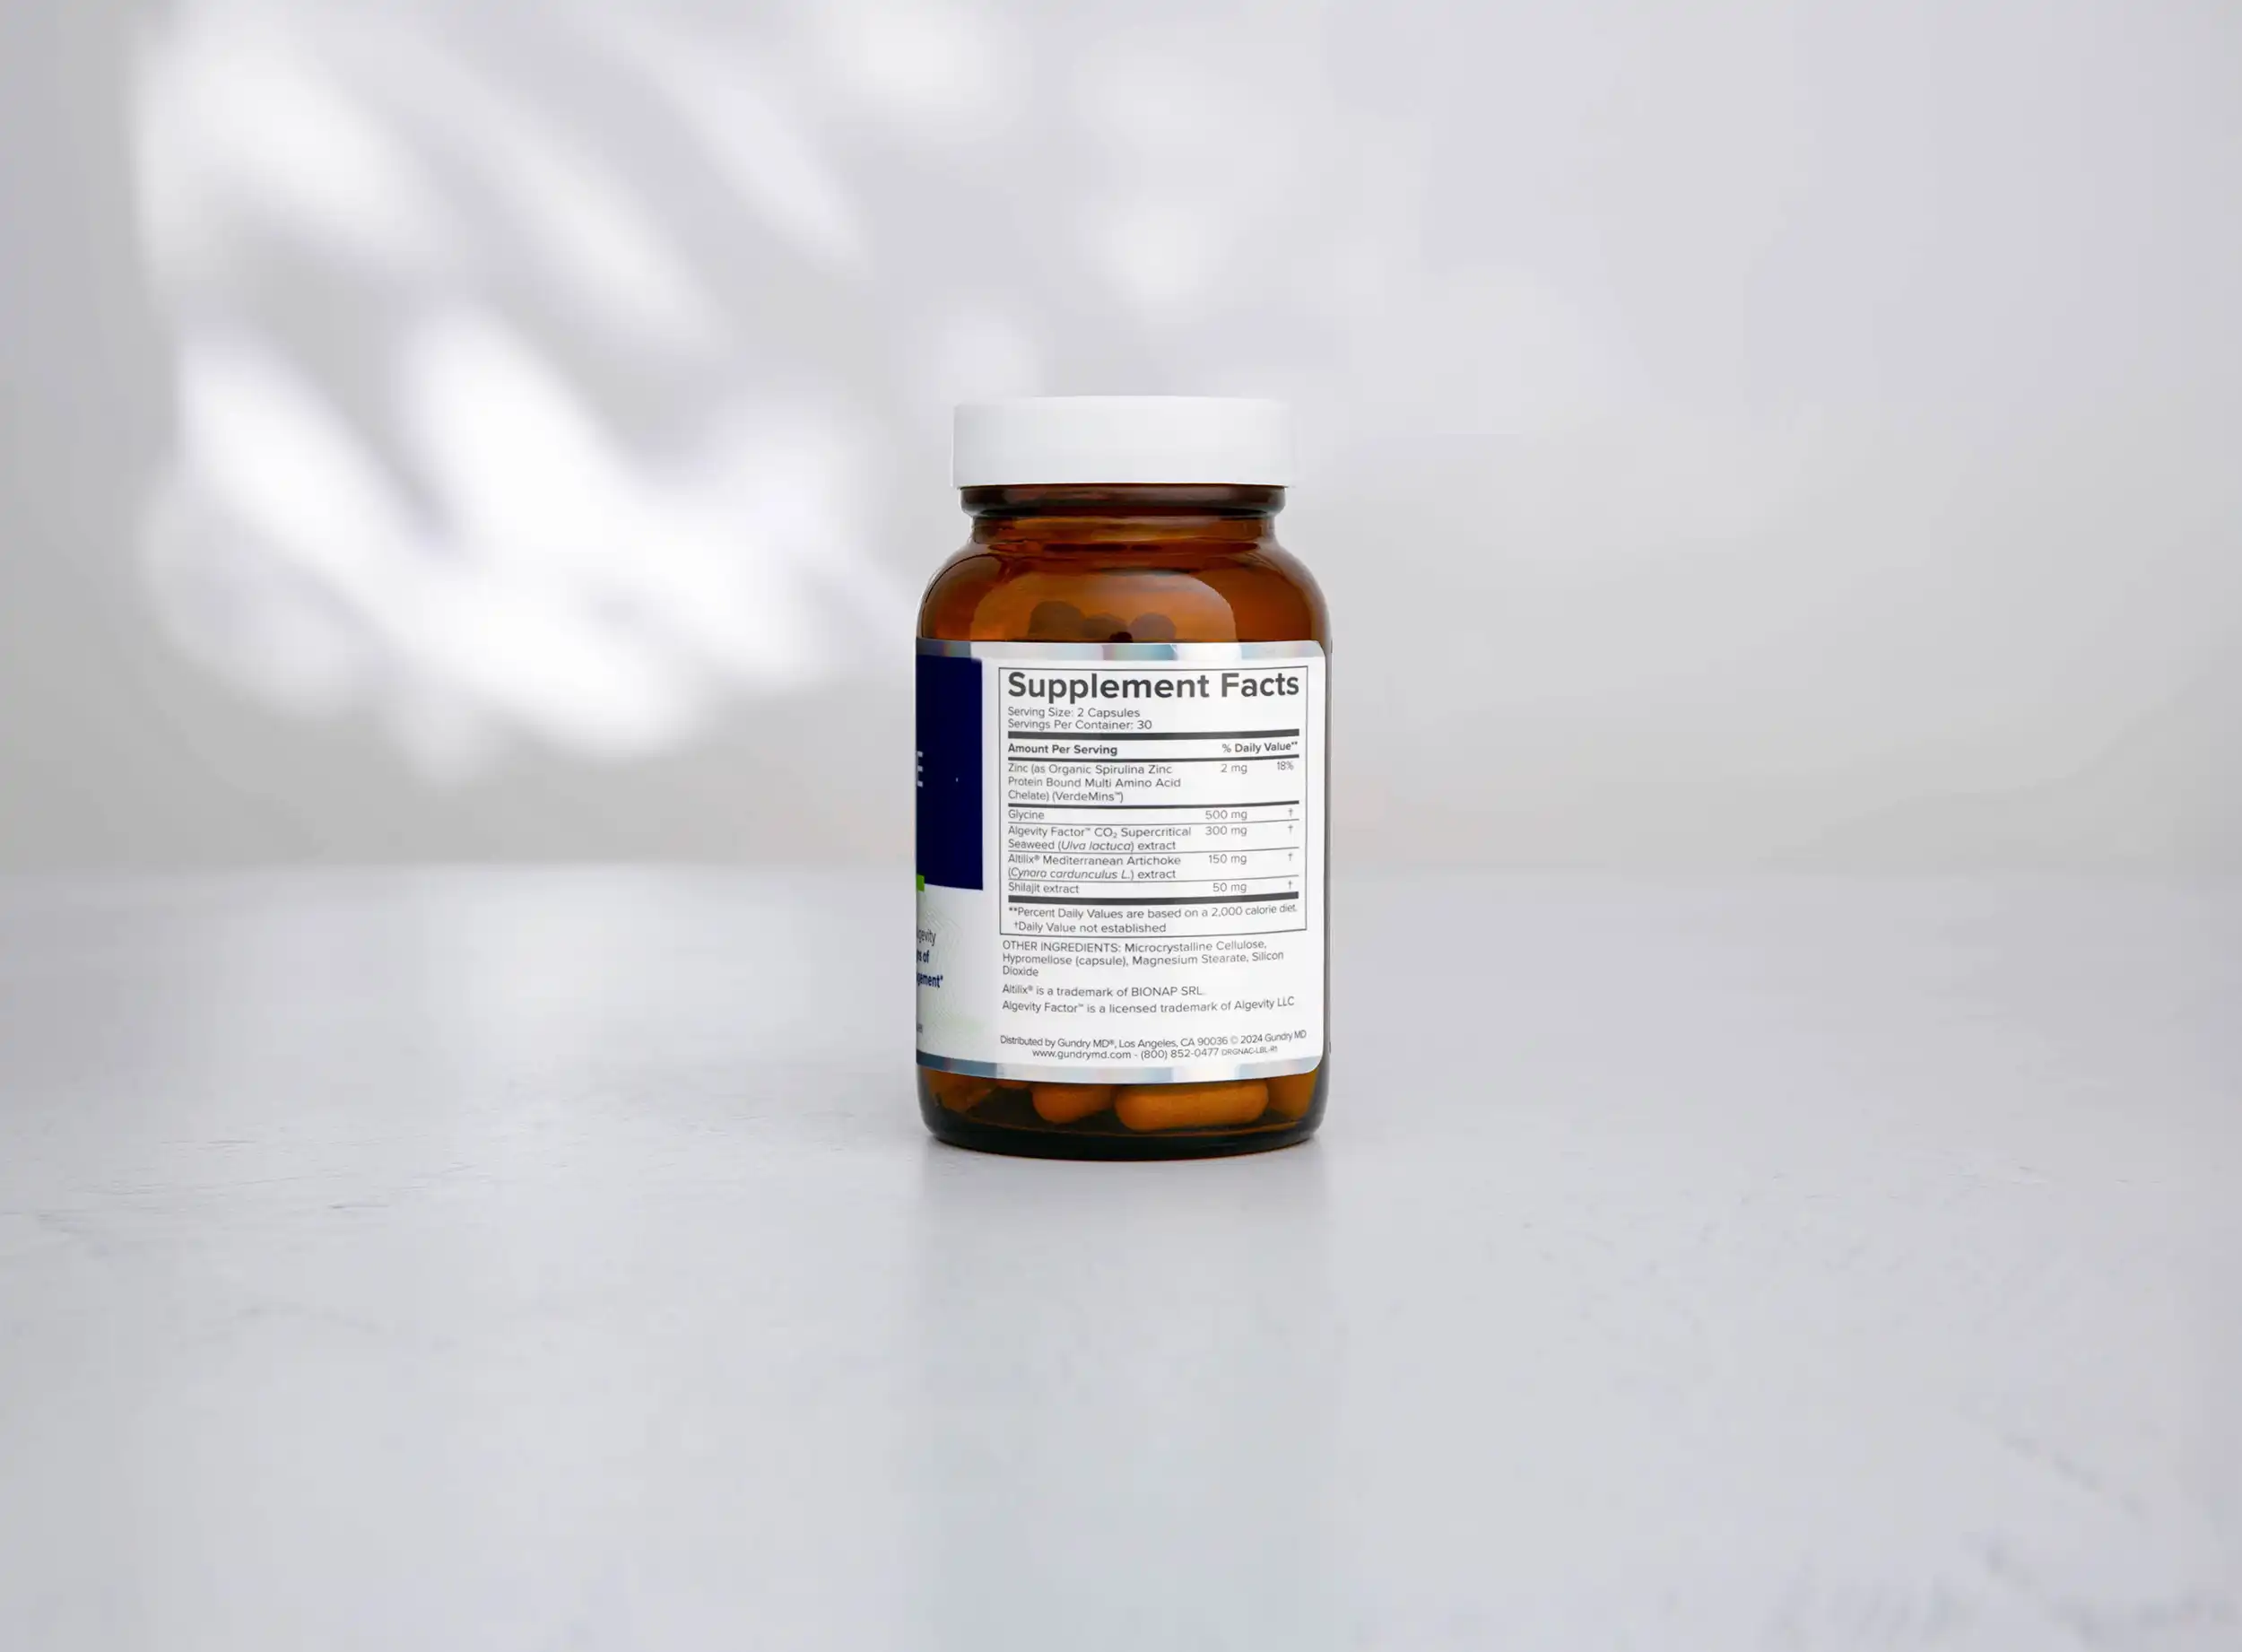 E
Supplement Facts
Serving Size: 2 Capsules
Servings Per Container: 30
Amount Per Serving % Daily Value**
Zinc (as Organic Spirulina Zinc 2 mg 18%
Protein Bound Multi Amino Acid
Chelate) (VerdeMins™)
Glycine 500 mg †
Algevity Factor™ CO₂ Supercritical 300 mg †
Seaweed (Ulva lactuca) extract
Altilix® Mediterranean Artichoke 150 mg †
(Cynara cardunculus L.) extract
Shilajit extract 50 mg †
**Percent Daily Values are based on a 2,000 calorie diet.
†Daily Value not established
OTHER INGREDIENTS: Microcrystalline Cellulose,
Hypromellose (capsule), Magnesium Stearate, Silicon
Dioxide
Altilix® is a trademark of BIONAP SRL.
Algevity Factor™ is a licensed trademark of Algevity LLC
Distributed by Gundry MD®, Los Angeles, CA 90036 © 2024 Gundry MD
www.gundrymd.com - (800) 852-0477 DRGNAC-LBL-R1
of